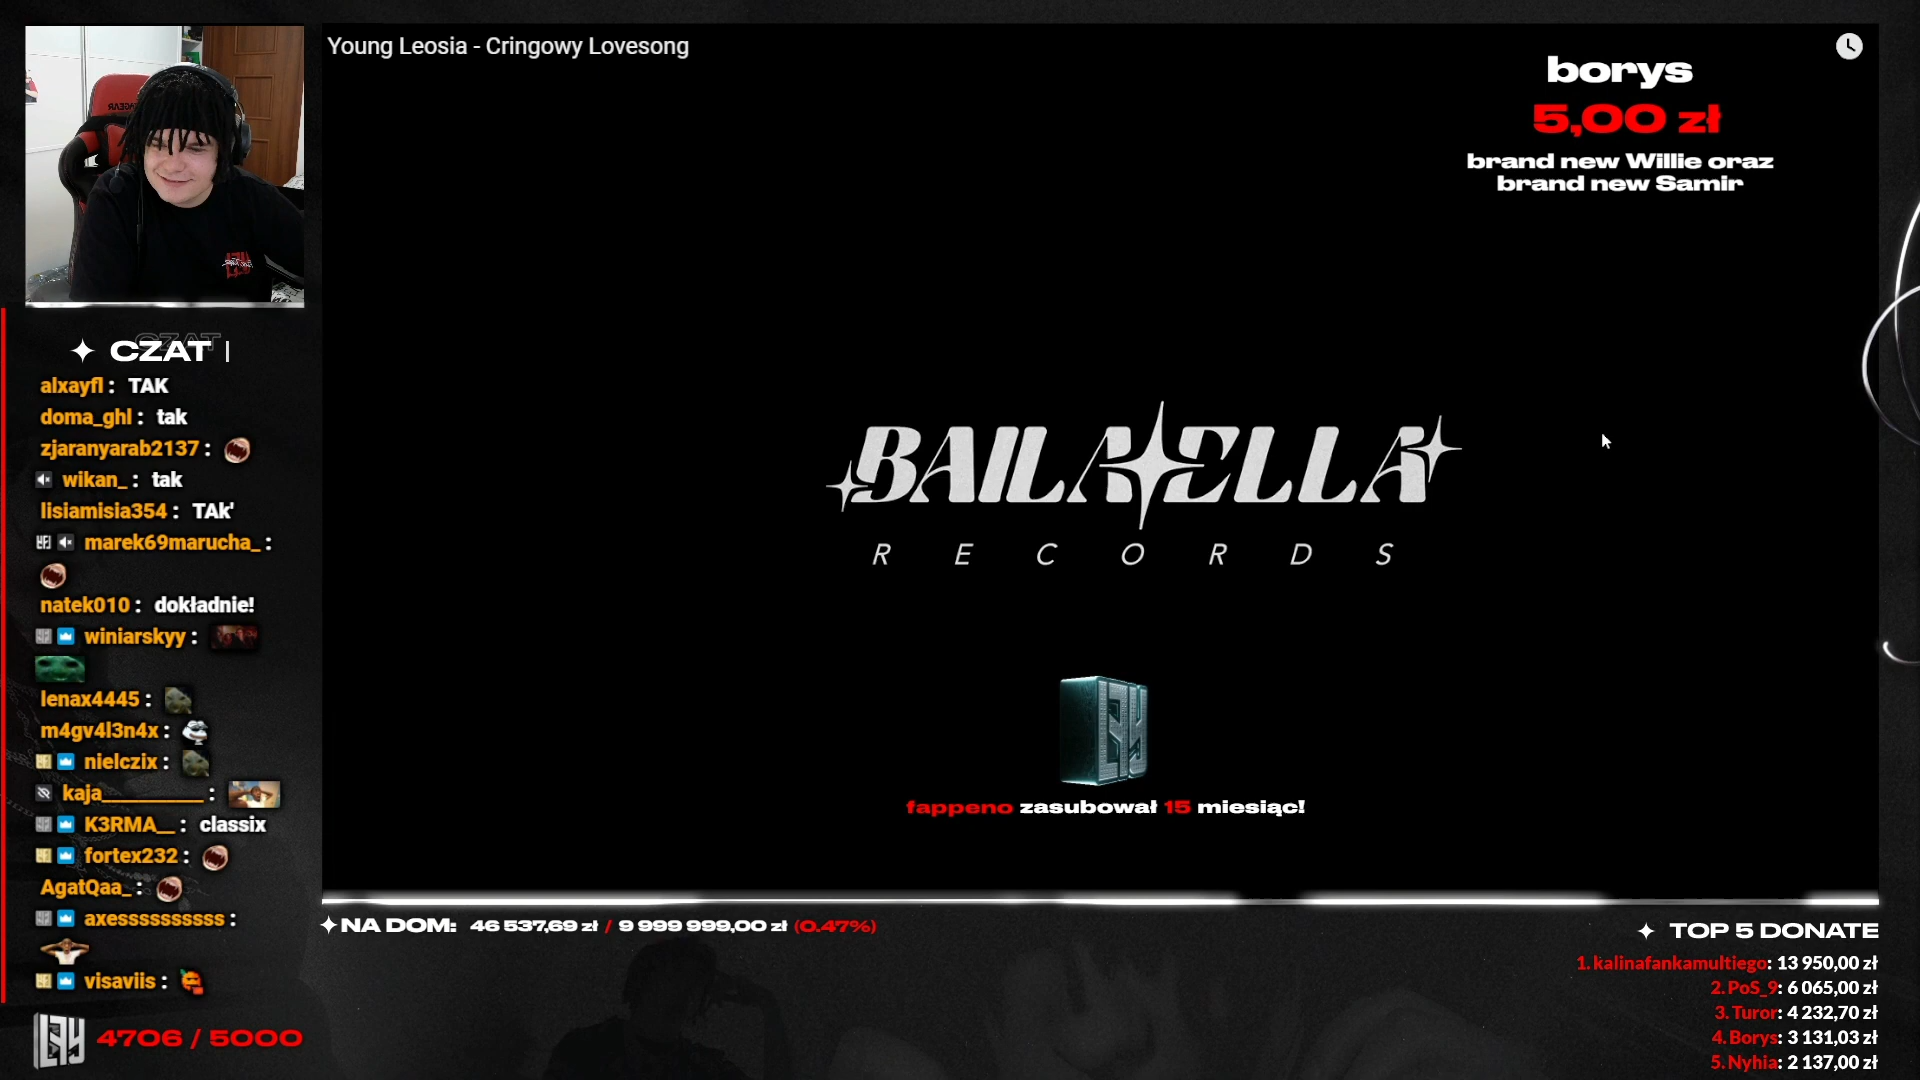 Young Leosia - Cringowy Lovesong
borys
5,00 zł
brand new Willie oraz
brand new Samir
✦ CZAT |
alxayfl : TAK
doma_ghl : tak
zjaranyarab2137 :
wikan_ : tak
lisiamisia354 : TAk'
marek69marucha_ :
natek010 : dokładnie!
winiarskyy :
lenax4445 :
m4gv4l3n4x :
nielczix :
kaja__________ :
K3RMA__ : classix
fortex232 :
AgatQaa_ :
axessssssssss :
visaviis :
4706 / 5000
BAILA ELLA
RECORDS
fappeno zasubował 15 miesiąc!
✦ NA DOM: 46 537,69 zł / 9 999 999,00 zł (0.47%)
✦ TOP 5 DONATE
1. kalinafankamultiego: 13 950,00 zł
2. PoS_9: 6 065,00 zł
3. Turor: 4 232,70 zł
4. Borys: 3 131,03 zł
5. Nyhia: 2 137,00 zł